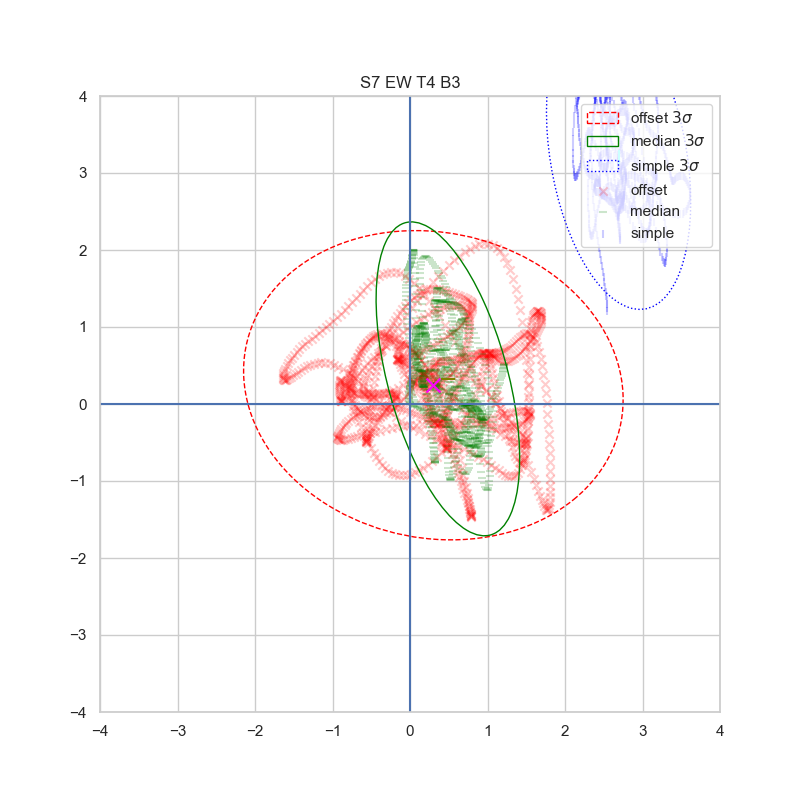 S7 EW T4 B3
offset 3σ
median 3σ
simple 3σ
offset
median
simple
4
3
2
1
0
−1
−2
−3
−4
−4 −3 −2 −1 0 1 2 3 4